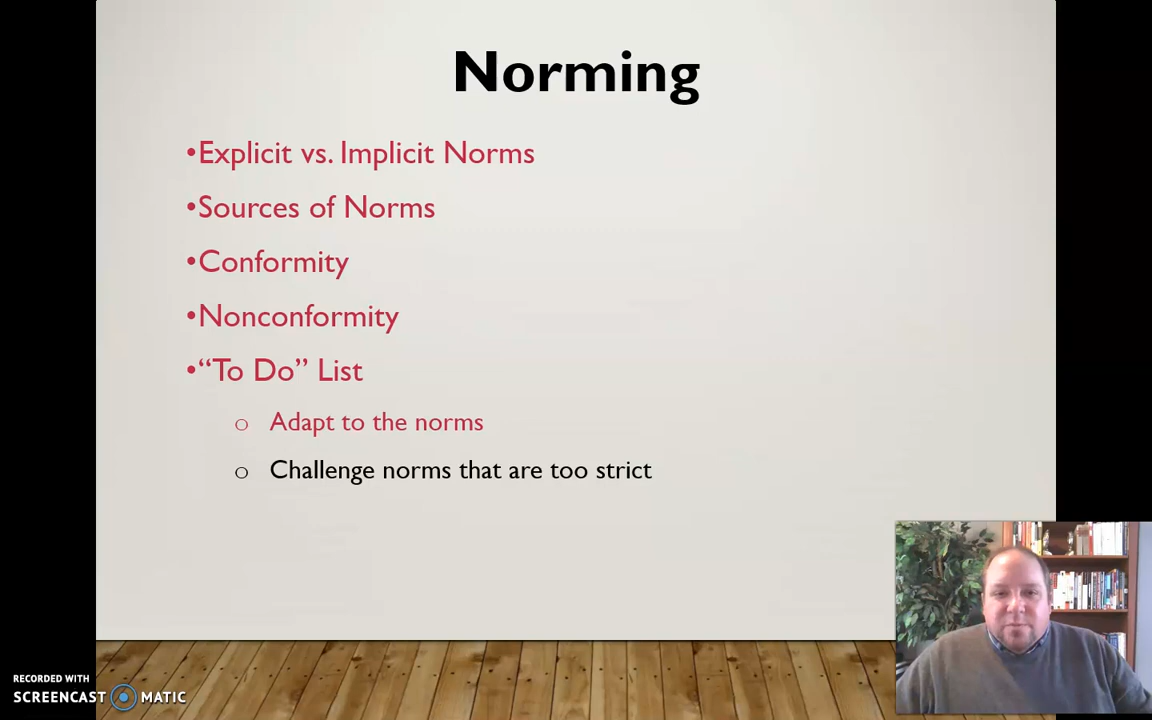 Norming
•Explicit vs. Implicit Norms
•Sources of Norms
•Conformity
•Nonconformity
•“To Do” List
o Adapt to the norms
o Challenge norms that are too strict
RECORDED WITH
SCREENCAST MATIC